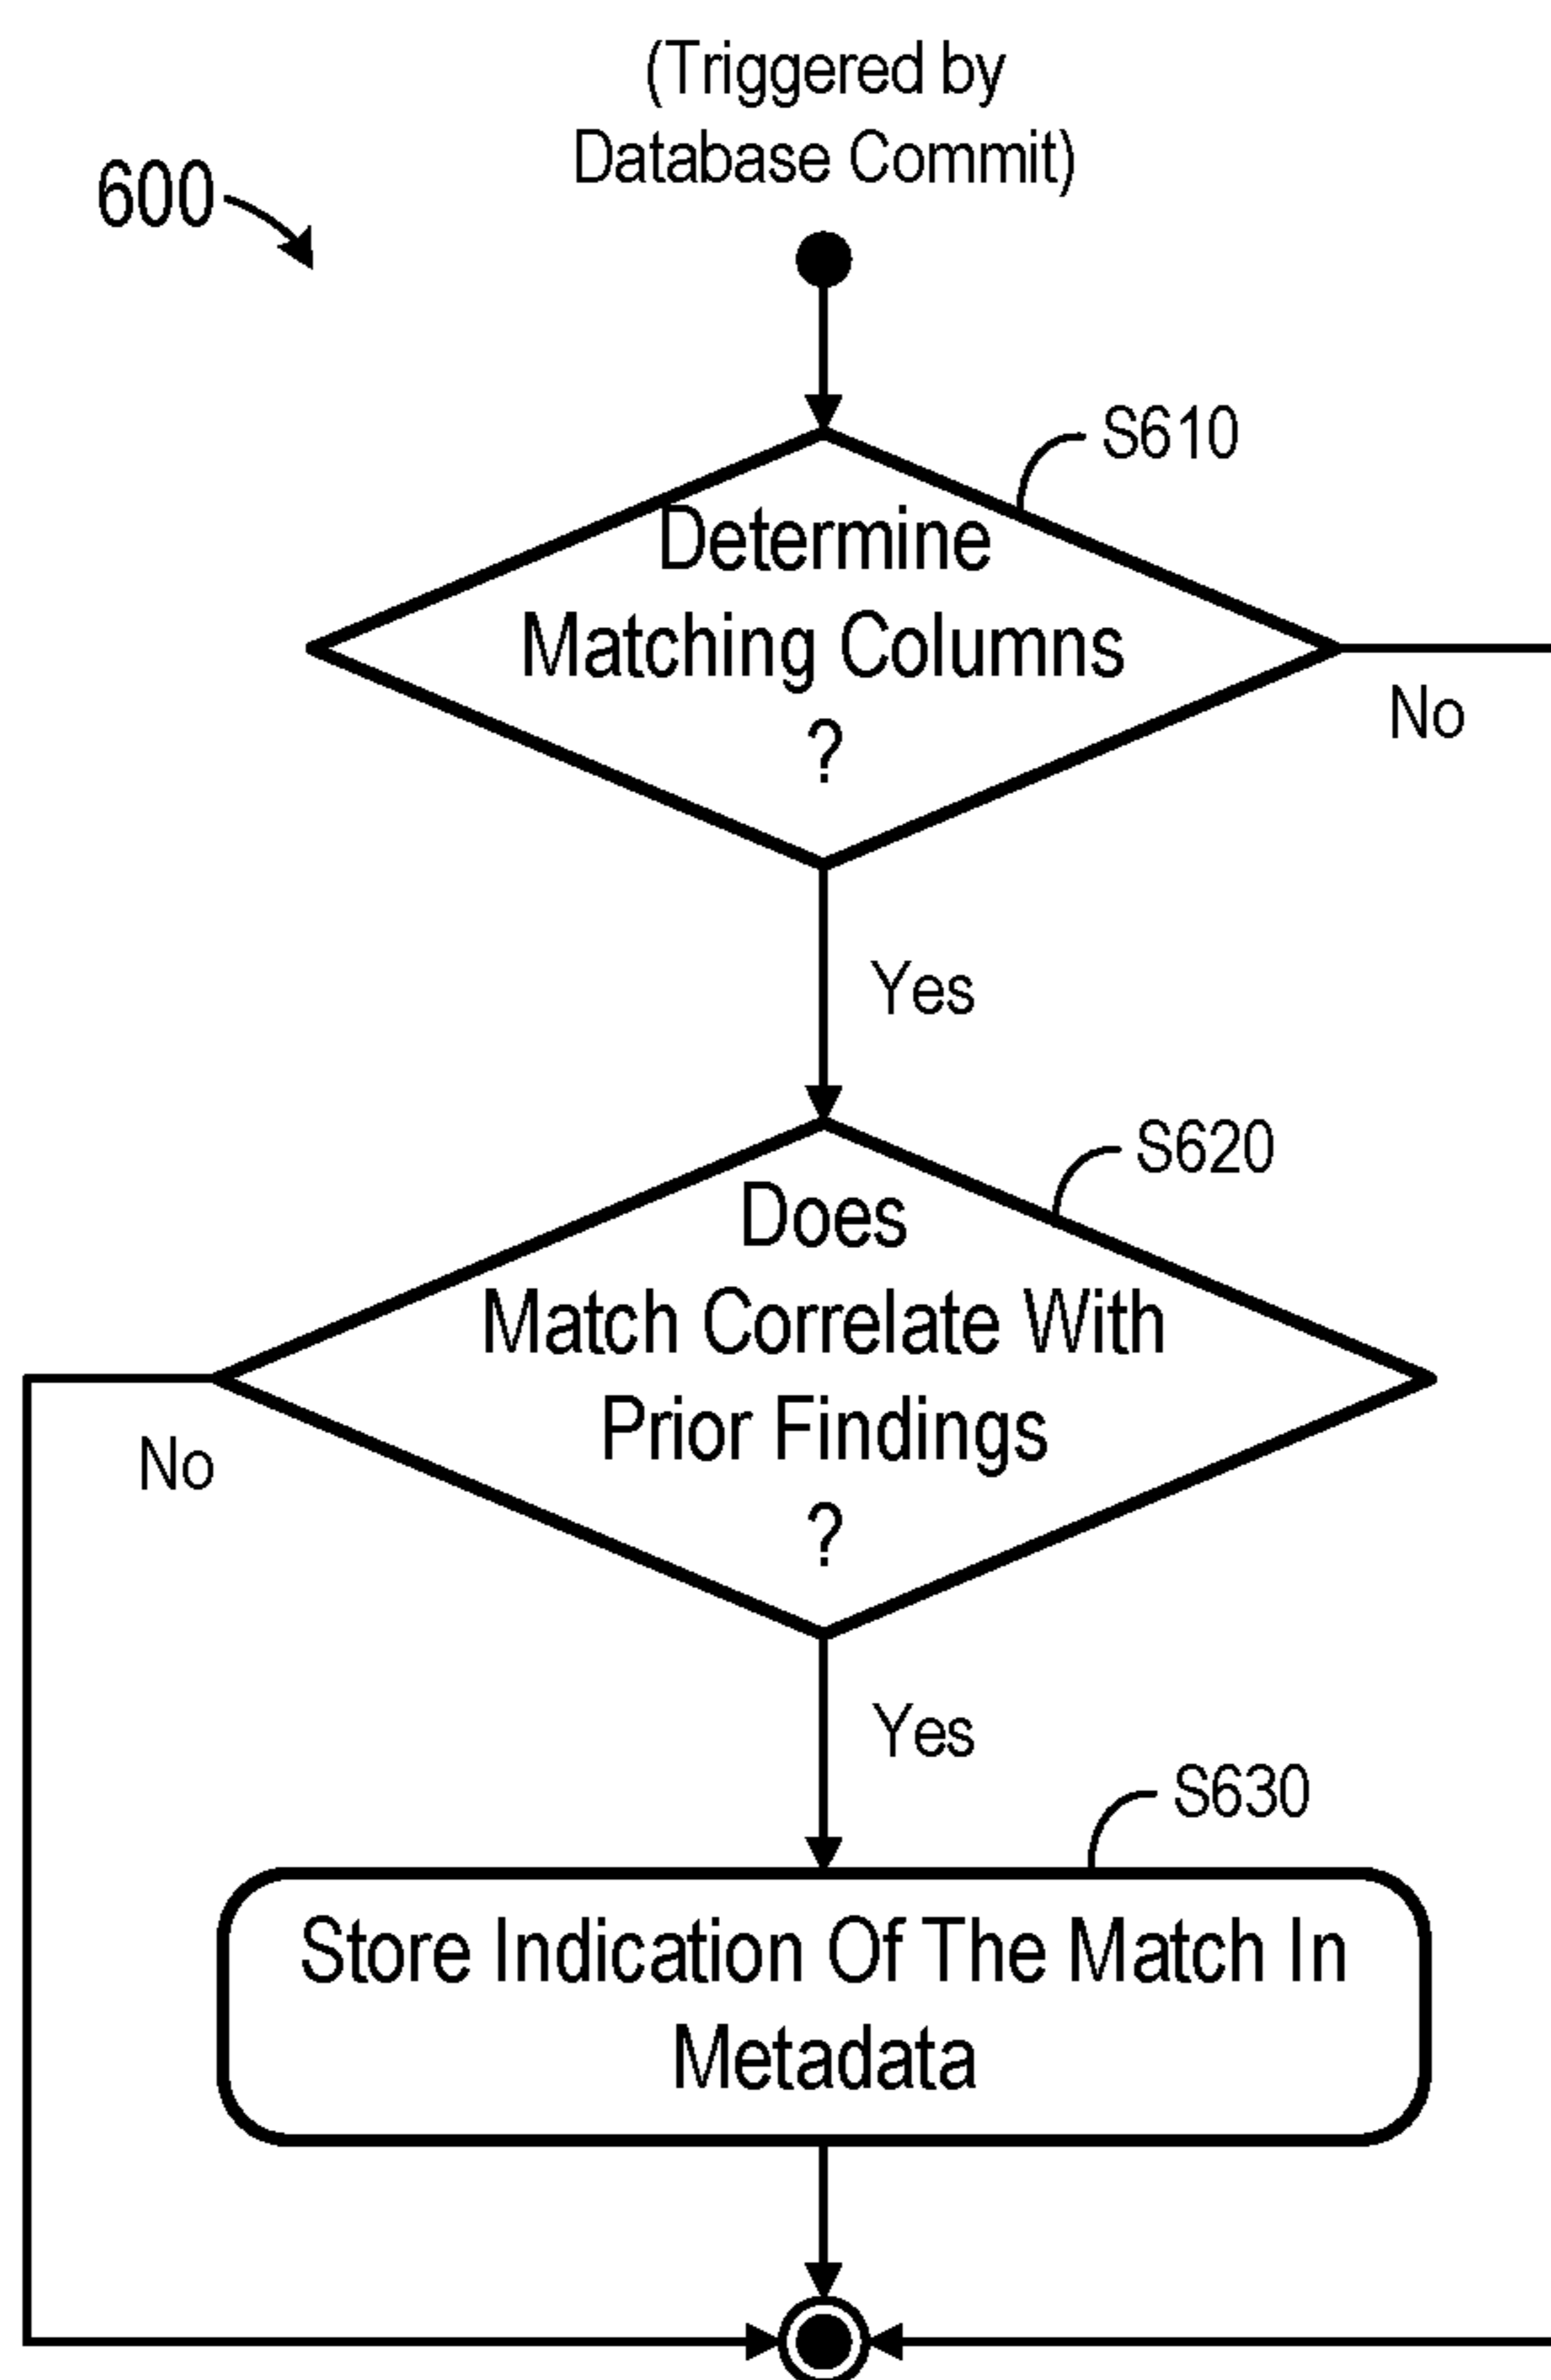 (Triggered by
Database Commit)
600
S610
Determine
Matching Columns
?
No
Yes
S620
Does
Match Correlate With
Prior Findings
?
No
Yes
S630
Store Indication Of The Match In
Metadata